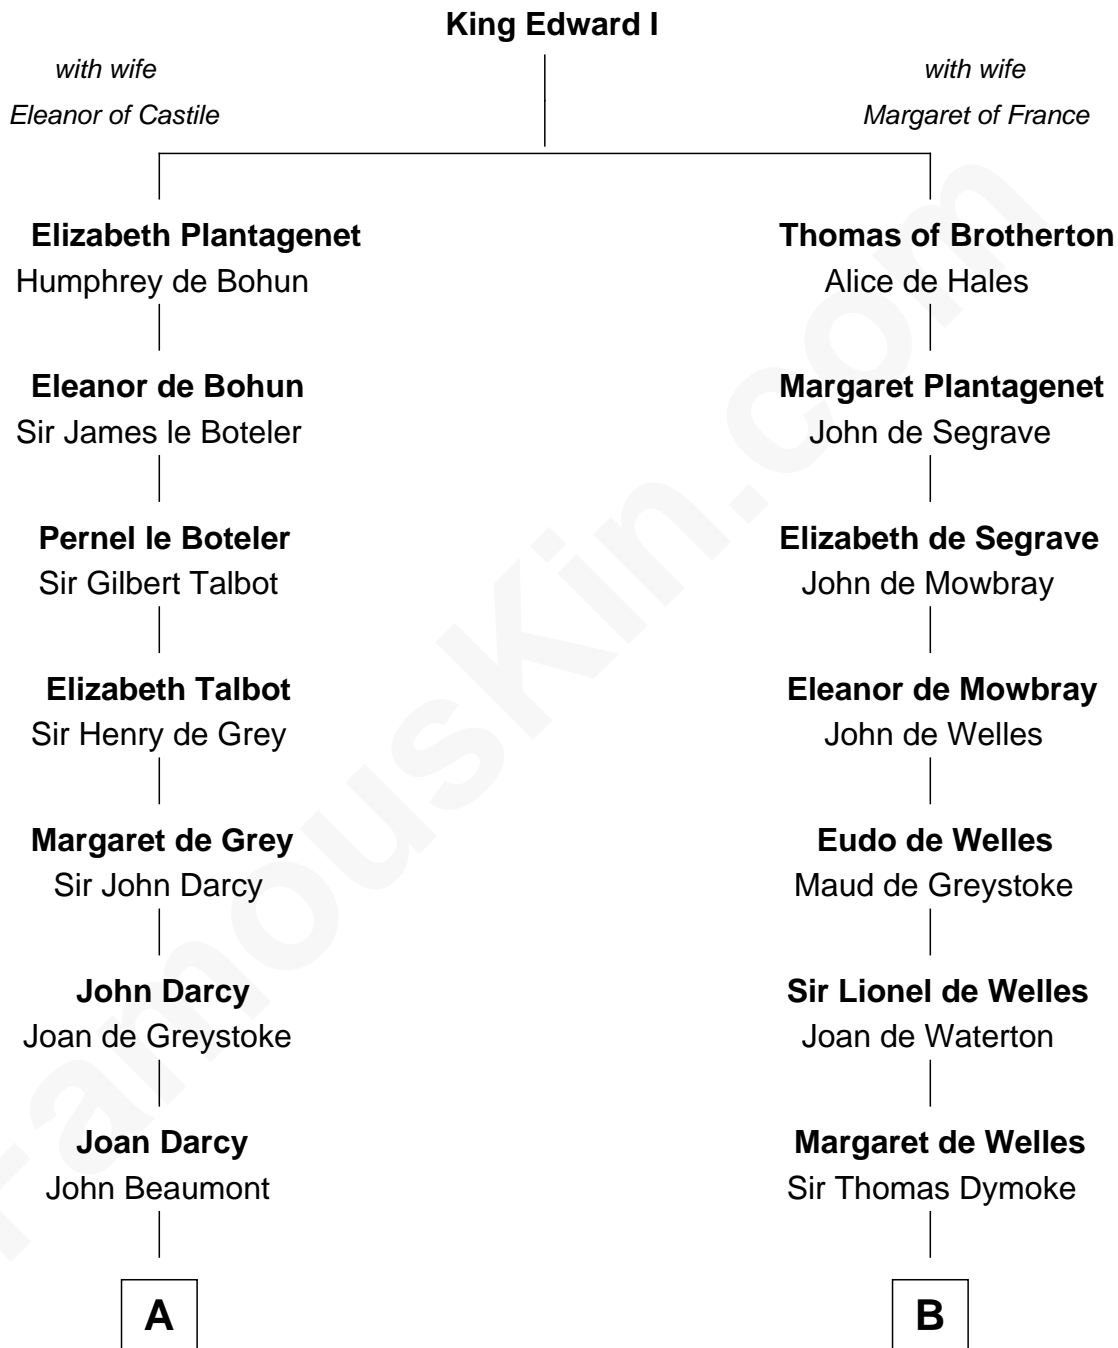 King Edward I
with wife
Eleanor of Castile
with wife
Margaret of France
Elizabeth Plantagenet
Humphrey de Bohun
Thomas of Brotherton
Alice de Hales
Eleanor de Bohun
Sir James le Boteler
Margaret Plantagenet
John de Segrave
Pernel le Boteler
Sir Gilbert Talbot
Elizabeth de Segrave
John de Mowbray
Elizabeth Talbot
Sir Henry de Grey
Eleanor de Mowbray
John de Welles
Margaret de Grey
Sir John Darcy
Eudo de Welles
Maud de Greystoke
John Darcy
Joan de Greystoke
Sir Lionel de Welles
Joan de Waterton
Joan Darcy
John Beaumont
Margaret de Welles
Sir Thomas Dymoke
A
B
FamousKin.com